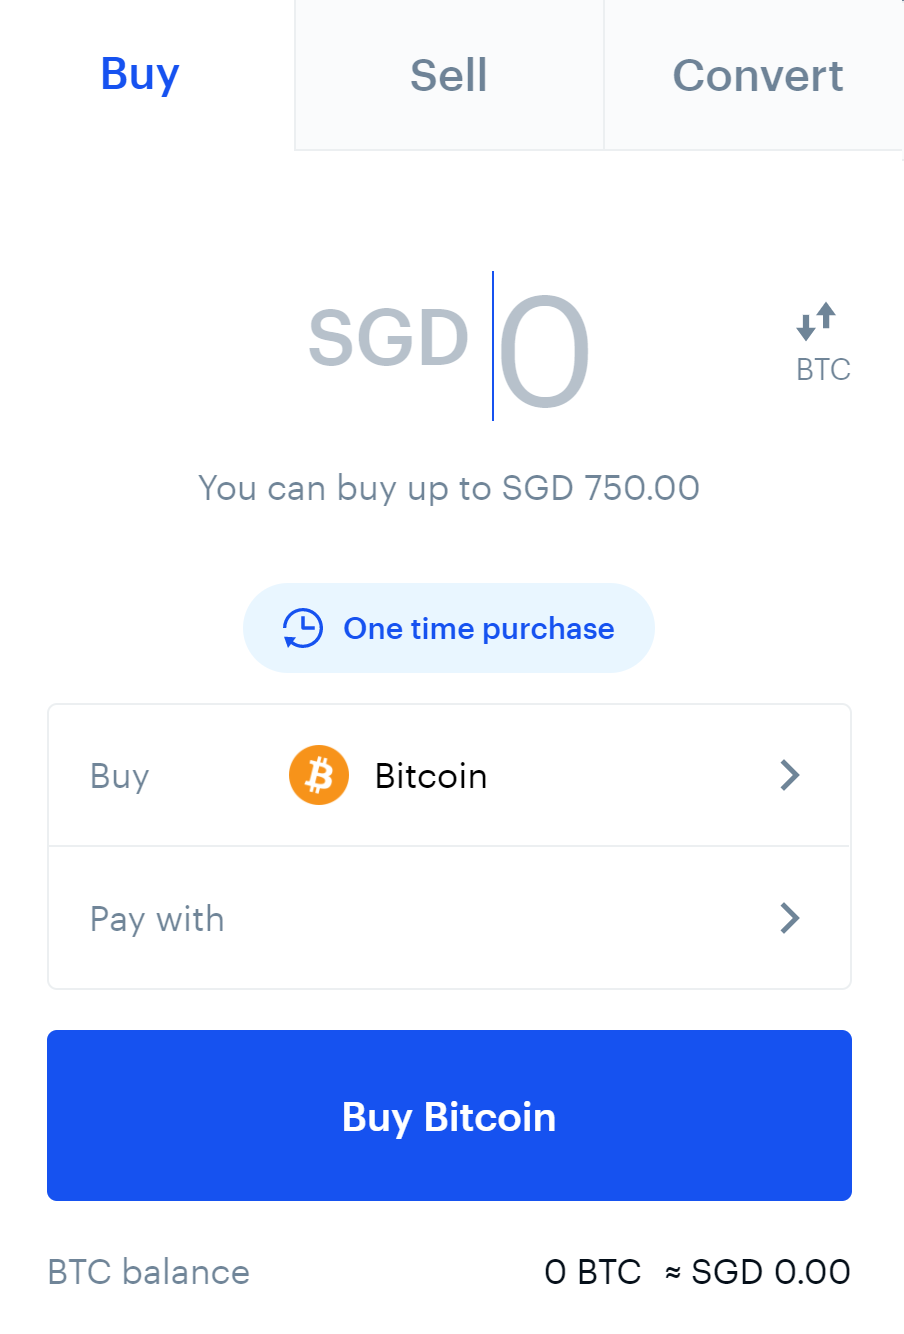 Buy Sell Convert
SGD 0
BTC
You can buy up to SGD 750.00
One time purchase
Buy Bitcoin
Pay with
Buy Bitcoin
BTC balance 0 BTC ≈ SGD 0.00